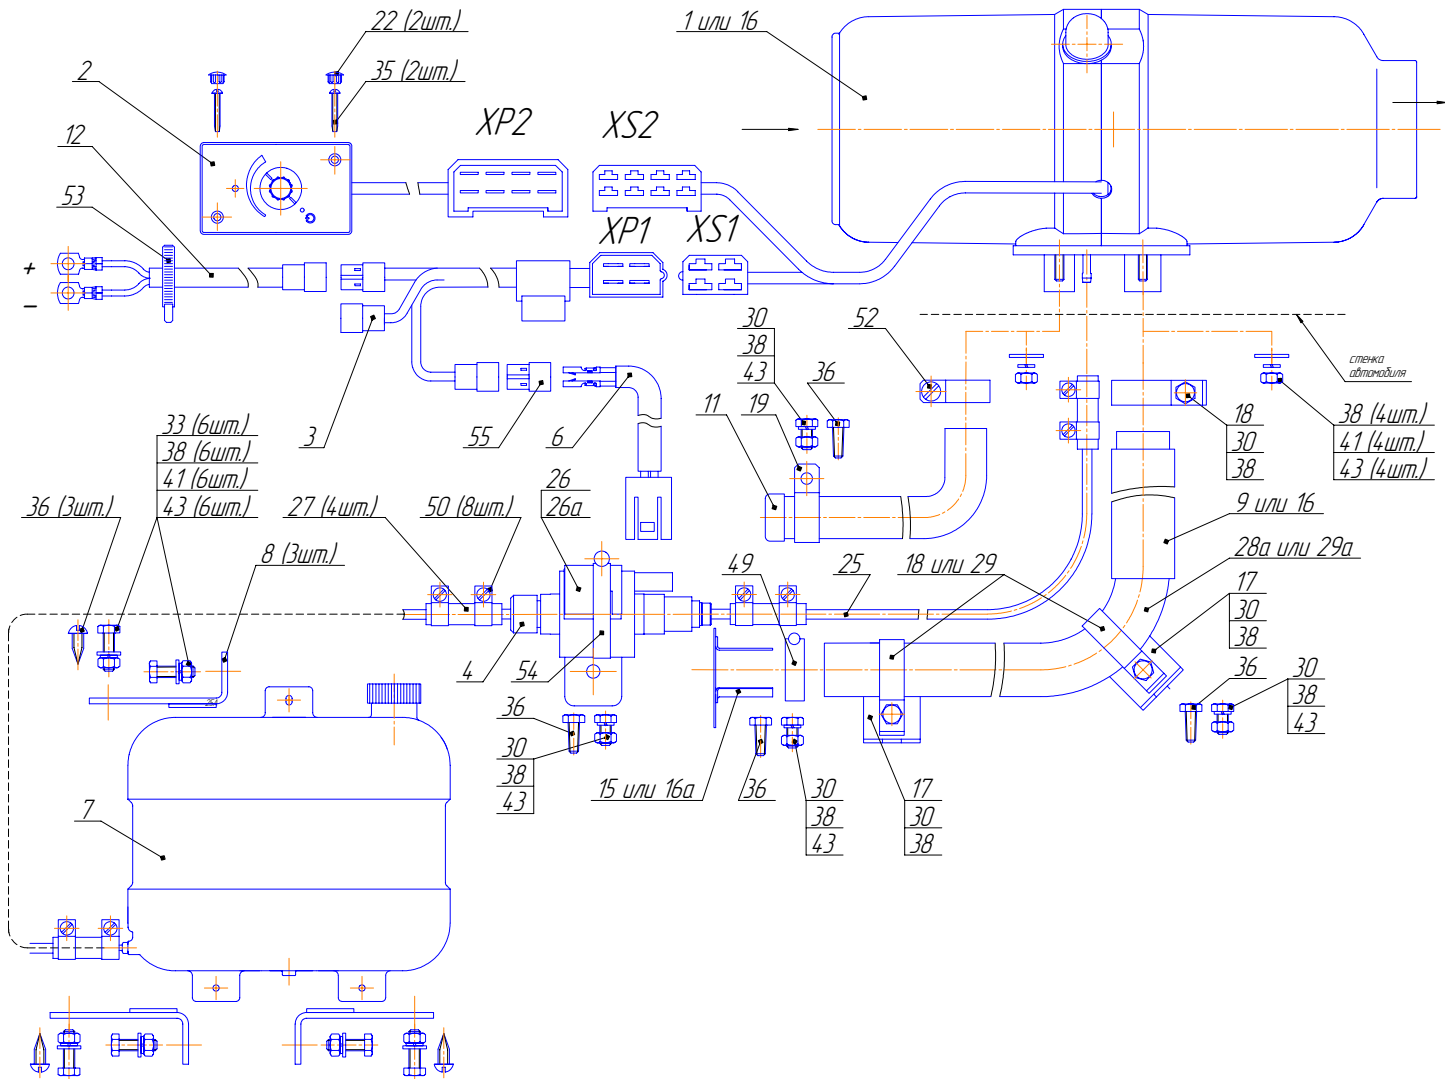 22 (2шт.)
1 или 16
2
35 (2шт.)
XP2
XS2
12
53
XP1
XS1
+
−
30
38
43
36
52
стенка
автомобиля
3
55
6
11
19
18
30
38
38 (4шт.)
41 (4шт.)
43 (4шт.)
33 (6шт.)
38 (6шт.)
41 (6шт.)
43 (6шт.)
36 (3шт.)
27 (4шт.)
50 (8шт.)
26
26а
9 или 16
8 (3шт.)
49
25
18 или 29
28а или 29а
17
30
38
4
54
36
30
38
43
36
30
38
43
15 или 16а
36
30
38
43
17
30
38
7